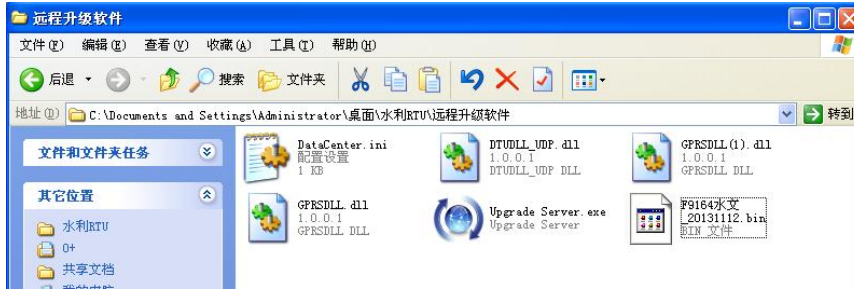 远程升级软件
文件(F) 编辑(E) 查看(V) 收藏(A) 工具(T) 帮助(H)
后退 搜索 文件夹
地址(D) C:\Documents and Settings\Administrator\桌面\水利RTU\远程升级软件 转到
文件和文件夹任务
其它位置
水利RTU
0+
共享文档
我的电脑
DataCenter.ini
配置设置
1 KB
DTUDLL_UDP.dll
1.0.0.1
DTUDLL_UDP DLL
GPRSDLL(1).dll
1.0.0.1
GPRSDLL DLL
GPRSDLL.dll
1.0.0.1
GPRSDLL DLL
Upgrade Server.exe
Upgrade Server
F9164水文
_20131112.bin
BIN 文件